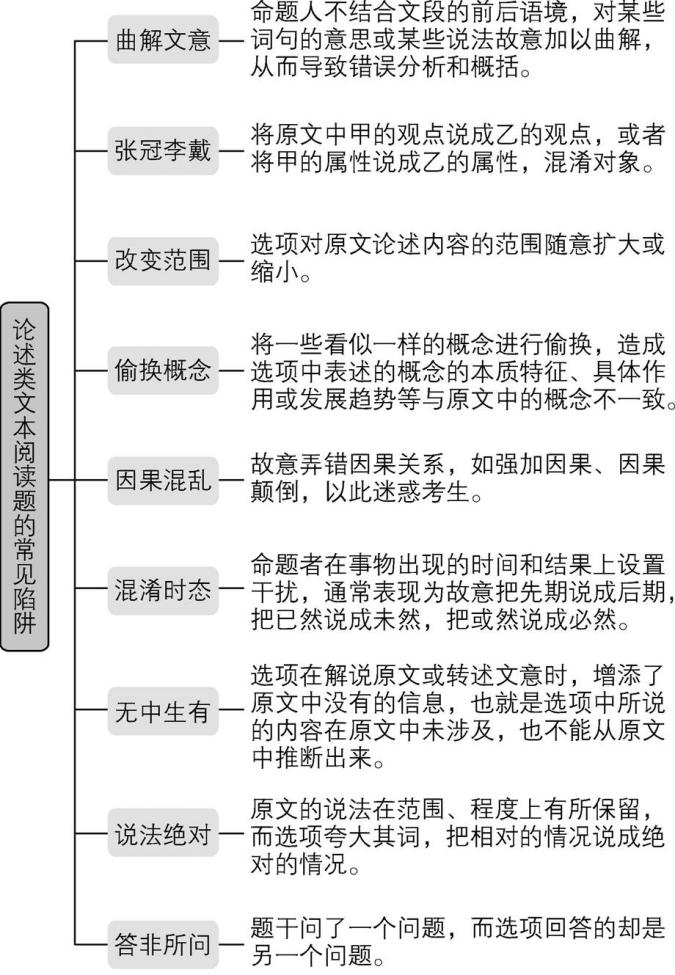 论述类文本阅读题的常见陷阱
曲解文意
命题人不结合文段的前后语境，对某些
词句的意思或某些说法故意加以曲解，
从而导致错误分析和概括。
张冠李戴
将原文中甲的观点说成乙的观点，或者
将甲的属性说成乙的属性，混淆对象。
改变范围
选项对原文论述内容的范围随意扩大或
缩小。
偷换概念
将一些看似一样的概念进行偷换，造成
选项中表述的概念的本质特征、具体作
用或发展趋势等与原文中的概念不一致。
因果混乱
故意弄错因果关系，如强加因果、因果
颠倒，以此迷惑考生。
混淆时态
命题者在事物出现的时间和结果上设置
干扰，通常表现为故意把先期说成后期，
把已然说成未然，把或然说成必然。
无中生有
选项在解说原文或转述文意时，增添了
原文中没有的信息，也就是选项中所说
的内容在原文中未涉及，也不能从原文
中推断出来。
说法绝对
原文的说法在范围、程度上有所保留，
而选项夸大其词，把相对的情况说成绝
对的情况。
答非所问
题干问了一个问题，而选项回答的却是
另一个问题。